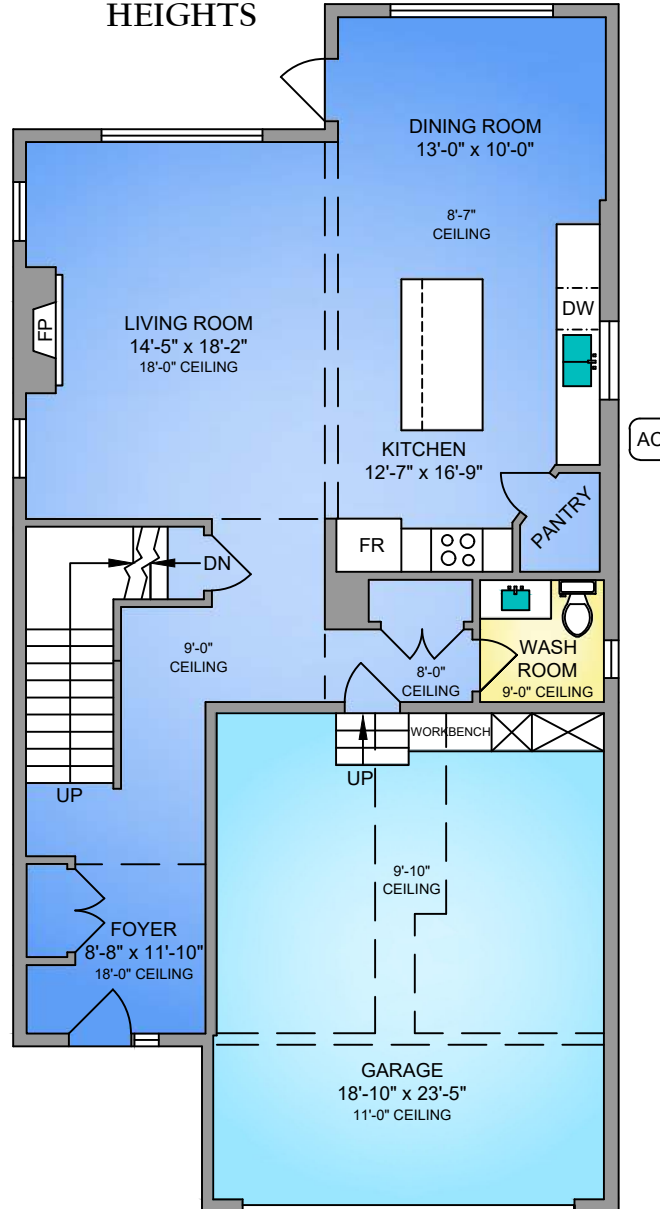 HEIGHTS
DINING ROOM
13'-0" x 10'-0"
8'-7"
CEILING
LIVING ROOM
14'-5" x 18'-2"
18'-0" CEILING
FP
DW
AC
KITCHEN
12'-7" x 16'-9"
PANTRY
FR
DN
9'-0"
CEILING
8'-0"
CEILING
WASH
ROOM
9'-0" CEILING
WORKBENCH
UP
UP
9'-10"
CEILING
FOYER
8'-8" x 11'-10"
18'-0" CEILING
GARAGE
18'-10" x 23'-5"
11'-0" CEILING